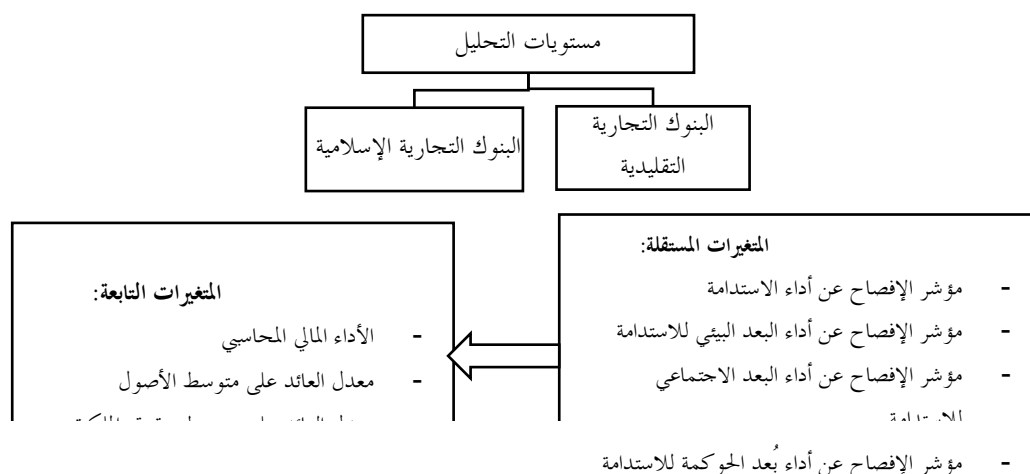 مستويات التحليل
البنوك التجارية
التقليدية
البنوك التجارية الإسلامية
المتغيرات المستقلة:
- مؤشر الإفصاح عن أداء الاستدامة
- مؤشر الإفصاح عن أداء البعد البيئي للاستدامة
- مؤشر الإفصاح عن أداء البعد الاجتماعي
للاستدامة
- مؤشر الإفصاح عن أداء بُعد الحوكمة للاستدامة
المتغيرات التابعة:
- الأداء المالي المحاسبي
- معدل العائد على متوسط الأصول